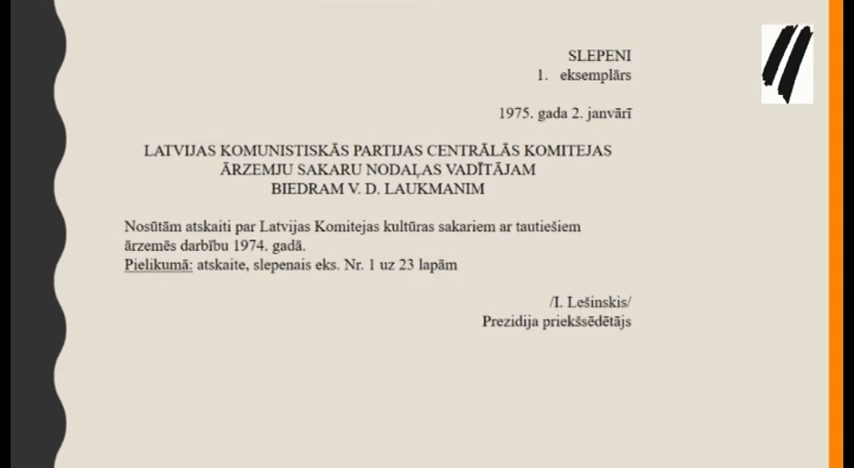 SLEPENI
1. eksemplārs
1975. gada 2. janvārī
LATVIJAS KOMUNISTISKĀS PARTIJAS CENTRĀLĀS KOMITEJAS
ĀRZEMJU SAKARU NODAĻAS VADĪTĀJAM
BIEDRAM V. D. LAUKMANIM
Nosūtām atskaiti par Latvijas Komitejas kultūras sakariem ar tautiešiem
ārzemēs darbību 1974. gadā.
Pielikumā: atskaite, slepenais eks. Nr. 1 uz 23 lapām
/I. Lešinskis/
Prezidija priekšsēdētājs